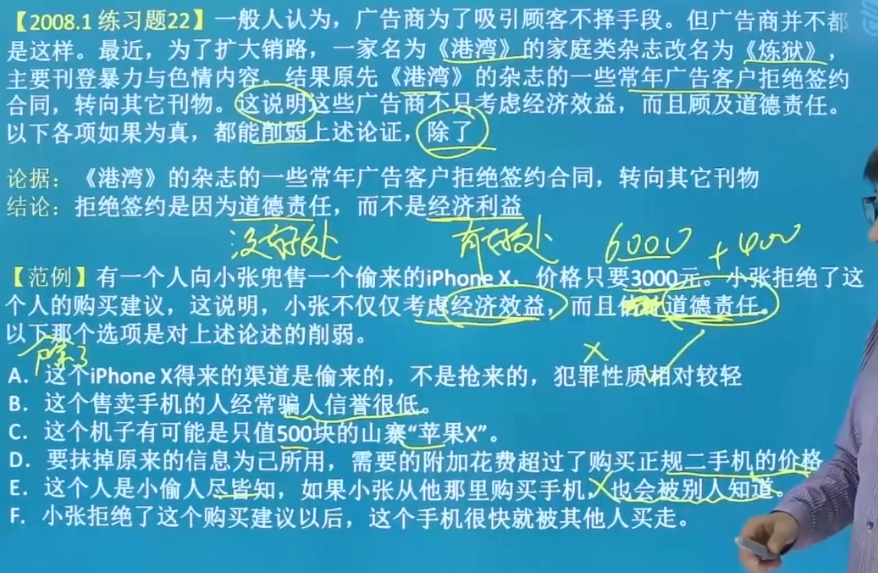 【2008.1 练习题22】一般人认为，广告商为了吸引顾客不择手段。但广告商并不都
是这样。最近，为了扩大销路，一家名为《港湾》的家庭类杂志改名为《炼狱》，
主要刊登暴力与色情内容。结果原先《港湾》的杂志的一些常年广告客户拒绝签约
合同，转向其它刊物。这说明这些广告商不只考虑经济效益，而且顾及道德责任。
以下各项如果为真，都能削弱上述论证，除了
论据：《港湾》的杂志的一些常年广告客户拒绝签约合同，转向其它刊物
结论：拒绝签约是因为道德责任，而不是经济利益
没好处 有好处 6000 + 400
【范例】有一个人向小张兜售一个偷来的iPhone X，价格只要3000元。小张拒绝了这
个人的购买建议，这说明，小张不仅仅考虑经济效益，而且 道德责任。
以下那个选项是对上述论述的削弱。
除了
A．这个iPhone X得来的渠道是偷来的，不是抢来的，犯罪性质相对较轻
B．这个售卖手机的人经常骗人信誉很低。
C．这个机子有可能是只值500块的山寨“苹果X”。
D．要抹掉原来的信息为己所用，需要的附加花费超过了购买正规二手机的价格
E．这个人是小偷人尽皆知，如果小张从他那里购买手机，也会被别人知道。
F．小张拒绝了这个购买建议以后，这个手机很快就被其他人买走。